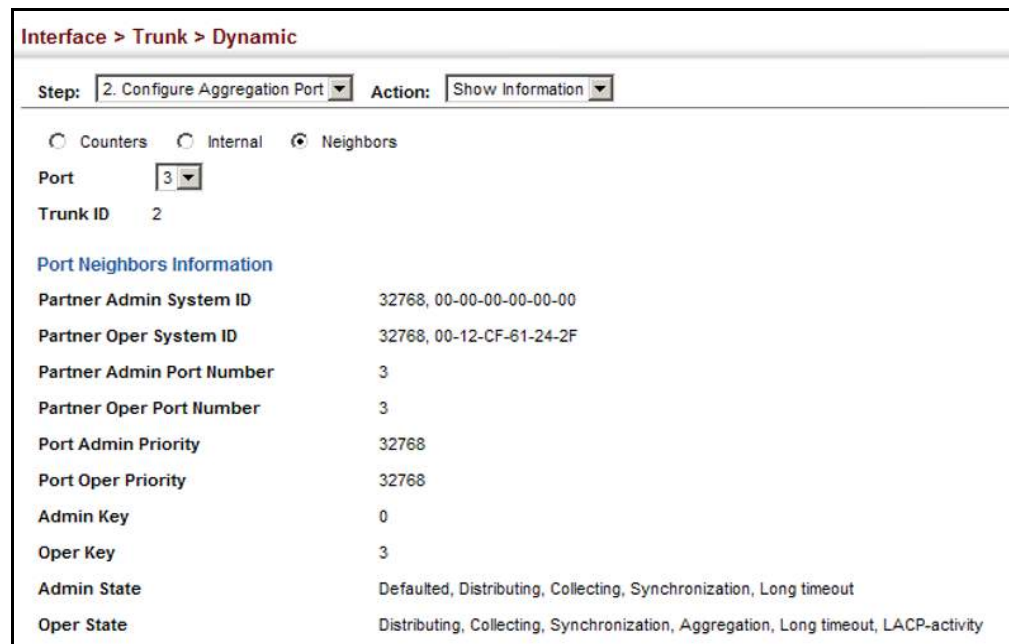 Interface > Trunk > Dynamic
Step: 2. Configure Aggregation Port Action: Show Information
Counters Internal Neighbors
Port 3
Trunk ID 2
Port Neighbors Information
Partner Admin System ID 32768, 00-00-00-00-00-00
Partner Oper System ID 32768, 00-12-CF-61-24-2F
Partner Admin Port Number 3
Partner Oper Port Number 3
Port Admin Priority 32768
Port Oper Priority 32768
Admin Key 0
Oper Key 3
Admin State Defaulted, Distributing, Collecting, Synchronization, Long timeout
Oper State Distributing, Collecting, Synchronization, Aggregation, Long timeout, LACP-activity